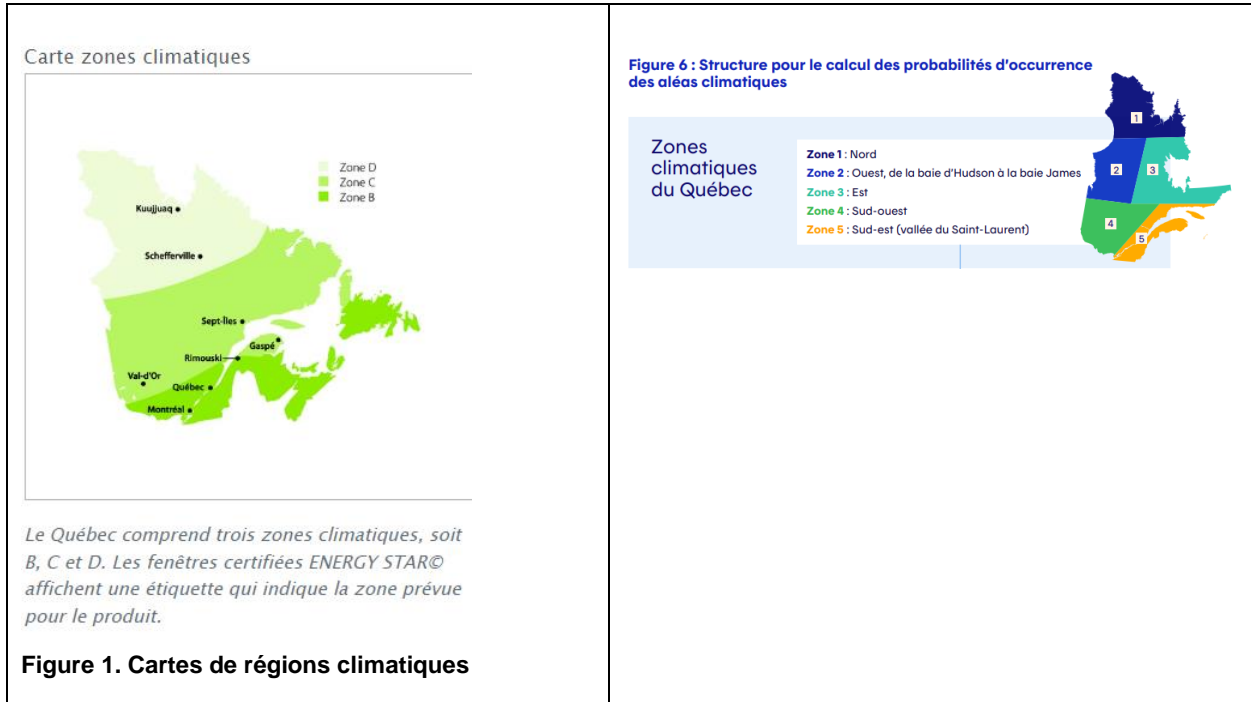 Carte zones climatiques
Zone D
Zone C
Zone B
Kuujjuaq
Schefferville
Sept-Îles
Gaspé
Rimouski
Val-d'Or
Québec
Montréal
Le Québec comprend trois zones climatiques, soit
B, C et D. Les fenêtres certifiées ENERGY STAR©
affichent une étiquette qui indique la zone prévue
pour le produit.
Figure 1. Cartes de régions climatiques
Figure 6 : Structure pour le calcul des probabilités d'occurrence
des aléas climatiques
Zones
climatiques
du Québec
Zone 1 : Nord
Zone 2 : Ouest, de la baie d'Hudson à la baie James
Zone 3 : Est
Zone 4 : Sud-ouest
Zone 5 : Sud-est (vallée du Saint-Laurent)
1
2
3
4
5